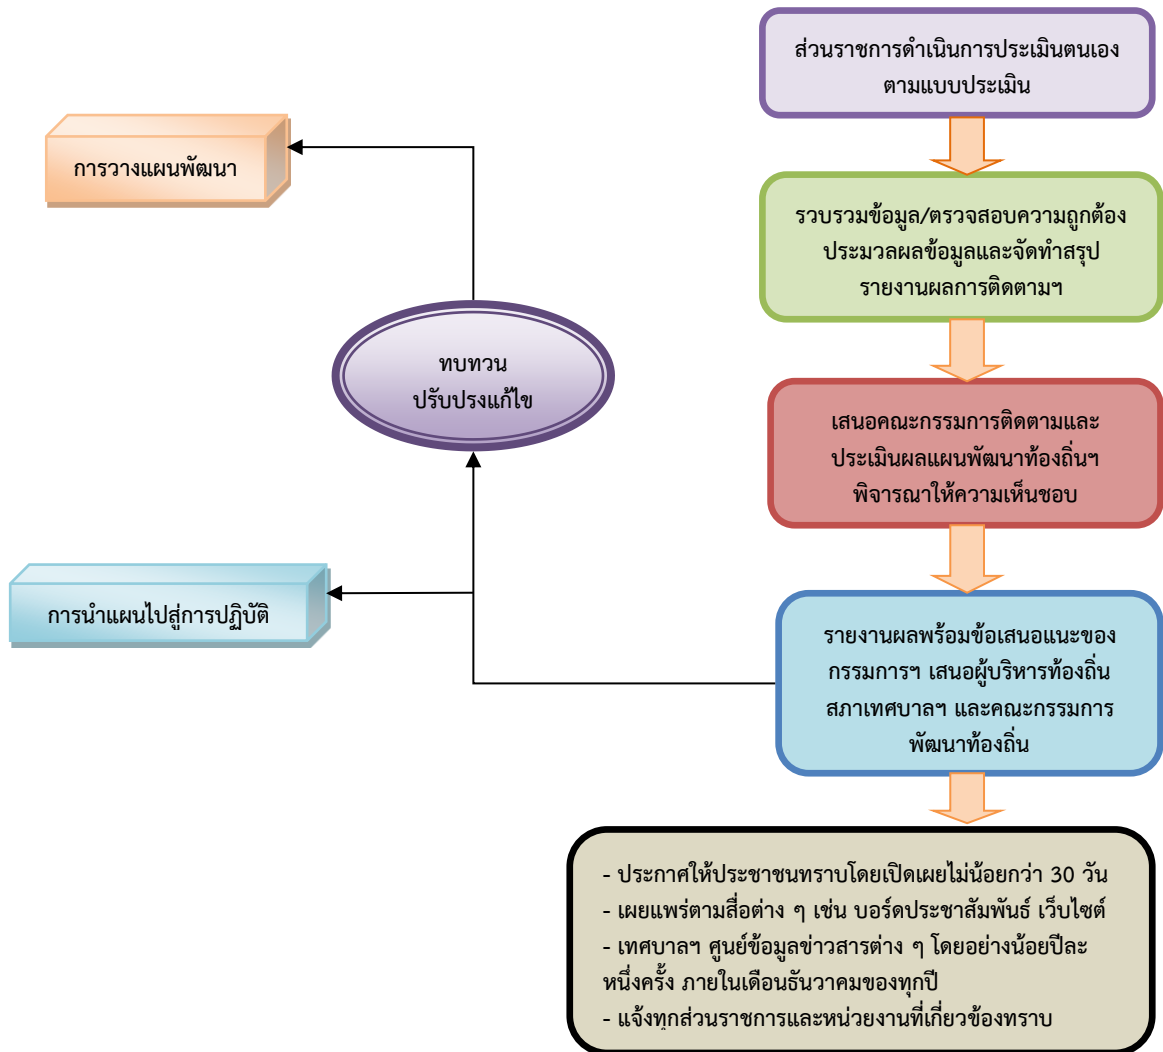 ส่วนราชการดำเนินการประเมินตนเอง
ตามแบบประเมิน
การวางแผนพัฒนา
รวบรวมข้อมูล/ตรวจสอบความถูกต้อง
ประมวลผลข้อมูลและจัดทำสรุป
รายงานผลการติดตามฯ
ทบทวน
ปรับปรงแก้ไข
เสนอคณะกรรมการติดตามและ
ประเมินผลแผนพัฒนาท้องถิ่นฯ
พิจารณาให้ความเห็นชอบ
การนำแผนไปสู่การปฏิบัติ
รายงานผลพร้อมข้อเสนอแนะของ
กรรมการฯ เสนอผู้บริหารท้องถิ่น
สภาเทศบาลฯ และคณะกรรมการ
พัฒนาท้องถิ่น
- ประกาศให้ประชาชนทราบโดยเปิดเผยไม่น้อยกว่า 30 วัน
- เผยแพร่ตามสื่อต่าง ๆ เช่น บอร์ดประชาสัมพันธ์ เว็บไซต์
- เทศบาลฯ ศูนย์ข้อมูลข่าวสารต่าง ๆ โดยอย่างน้อยปีละ
หนึ่งครั้ง ภายในเดือนธันวาคมของทุกปี
- แจ้งทุกส่วนราชการและหน่วยงานที่เกี่ยวข้องทราบ